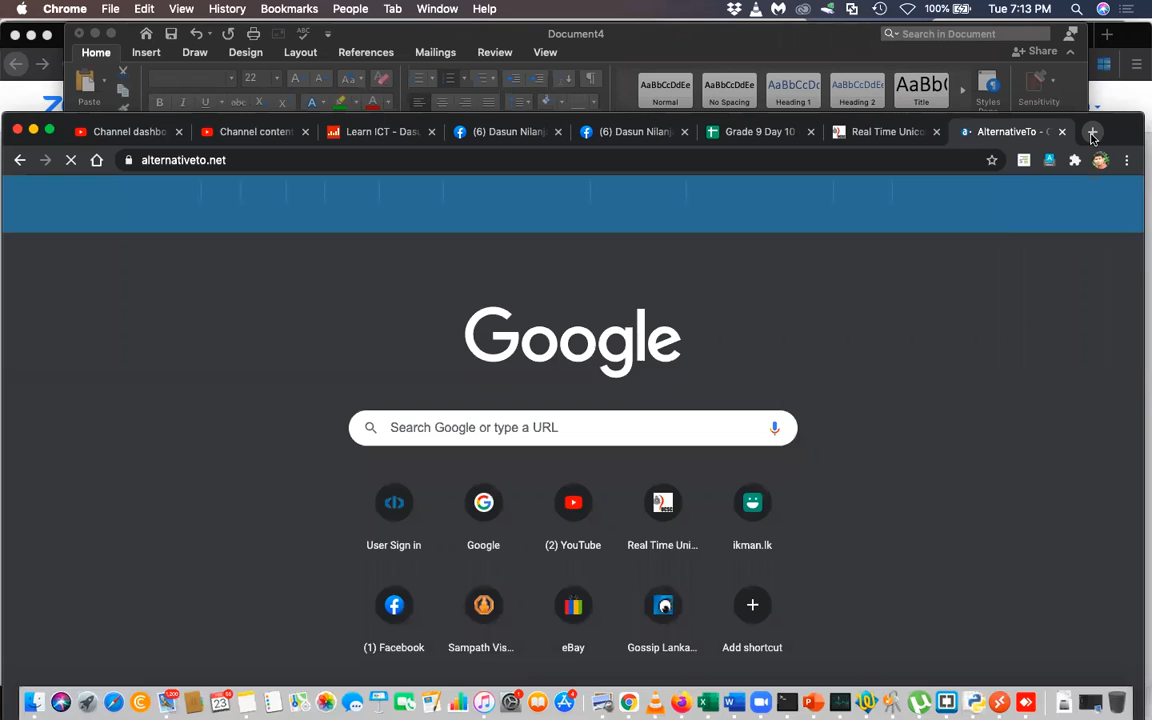 Chrome File Edit View History Bookmarks People Tab Window Help 100% Tue 7:13 PM
Document4
Search in Document
Home Insert Draw Design Layout References Mailings Review View Share
Paste
22
AaBbCcDdEe AaBbCcDdEe AaBbCcDc AaBbCcDdEe AaBb(
Normal No Spacing Heading 1 Heading 2 Title
Styles
Sensitivity
Channel dashbo Channel content Learn ICT - Dasu (6) Dasun Nilanj (6) Dasun Nilanj Grade 9 Day 10 Real Time Unico AlternativeTo - C
alternativeto.net
Google
Search Google or type a URL
User Sign in Google (2) YouTube Real Time Uni... ikman.lk
(1) Facebook Sampath Vis... eBay Gossip Lanka... Add shortcut